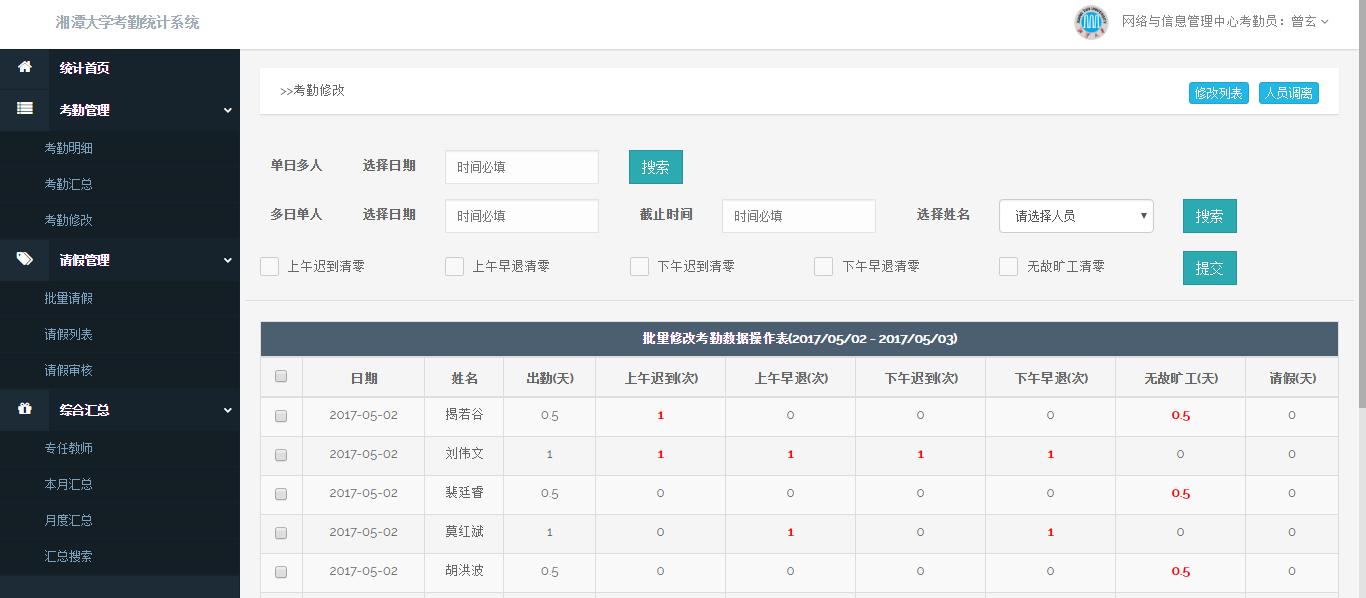 湘潭大学考勤统计系统
网络与信息管理中心考勤员：曾玄
统计首页
考勤管理
考勤明细
考勤汇总
考勤修改
请假管理
批量请假
请假列表
请假审核
综合汇总
专任教师
本月汇总
月度汇总
汇总搜索
>>考勤修改
修改列表 人员调离
单日多人 选择日期 时间必填 搜索
多日单人 选择日期 时间必填 截止时间 时间必填 选择姓名 请选择人员 搜索
上午迟到清零 上午早退清零 下午迟到清零 下午早退清零 无故旷工清零 提交
批量修改考勤数据操作表(2017/05/02 - 2017/05/03)
日期 姓名 出勤(天) 上午迟到(次) 上午早退(次) 下午迟到(次) 下午早退(次) 无故旷工(天) 请假(天)
2017-05-02 揭若谷 0.5 1 0 0 0 0.5 0
2017-05-02 刘伟文 1 1 1 1 1 0 0
2017-05-02 裴廷睿 0.5 0 0 0 0 0.5 0
2017-05-02 莫红斌 1 0 1 0 1 0 0
2017-05-02 胡洪波 0.5 0 0 0 0 0.5 0